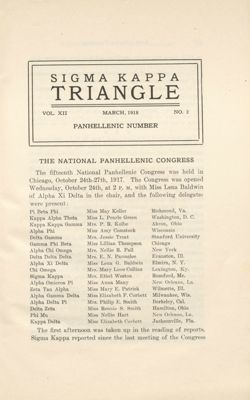 SIGMA KAPPA
TRIANGLE
VOL. XII MARCH, 1918 NO. 2
PANHELLENIC NUMBER
THE NATIONAL PANHELLENIC CONGRESS
The fifteenth National Panhellenic Congress was held in
Chicago, October 24th-27th, 1917. The Congress was opened
Wednesday, October 24th, at 2 P. M. with Miss Lena Baldwin
of Alpha Xi Delta in the chair, and the following delegates
were present:
Pi Beta Phi Miss May Keller Richmond, Va.
Kappa Alpha Theta Miss L. Pearle Green Washington, D. C.
Kappa Kappa Gamma Mrs. P. R. Kolbe Akron, Ohio
Alpha Phi Miss Amy Comstock Wisconsin
Delta Gamma Miss Jessie Trent Stanford University
Gamma Phi Beta Miss Lillian Thompson Chicago
Alpha Chi Omega Mrs. Nellie R. Fall New York
Delta Delta Delta Mrs. E. N. Parmelee Evanston, Ill.
Alpha Xi Delta Miss Lena G. Baldwin Elmira, N. Y.
Chi Omega Mrs. Mary Love Collins Lexington, Ky.
Sigma Kappa Mrs. Ethel Weston Rumford, Me.
Alpha Omicron Pi Miss Anna Many New Orleans, La.
Zeta Tau Alpha Miss Mary E. Patrick Wilmette, Ill.
Alpha Gamma Delta Miss Elizabeth F. Corbett Milwaukee, Wis.
Alpha Delta Pi Mrs. Philip E. Smith Berkeley, Cal.
Delta Zeta Miss S. Smith Hamilton, Ohio
Phi Mu Miss Nellie Hart New Orleans, La.
Kappa Delta Miss Elizabeth Corbett Jacksonville, Fla.
The first afternoon was taken up in the reading of reports.
Sigma Kappa reported since the last meeting of the Congress